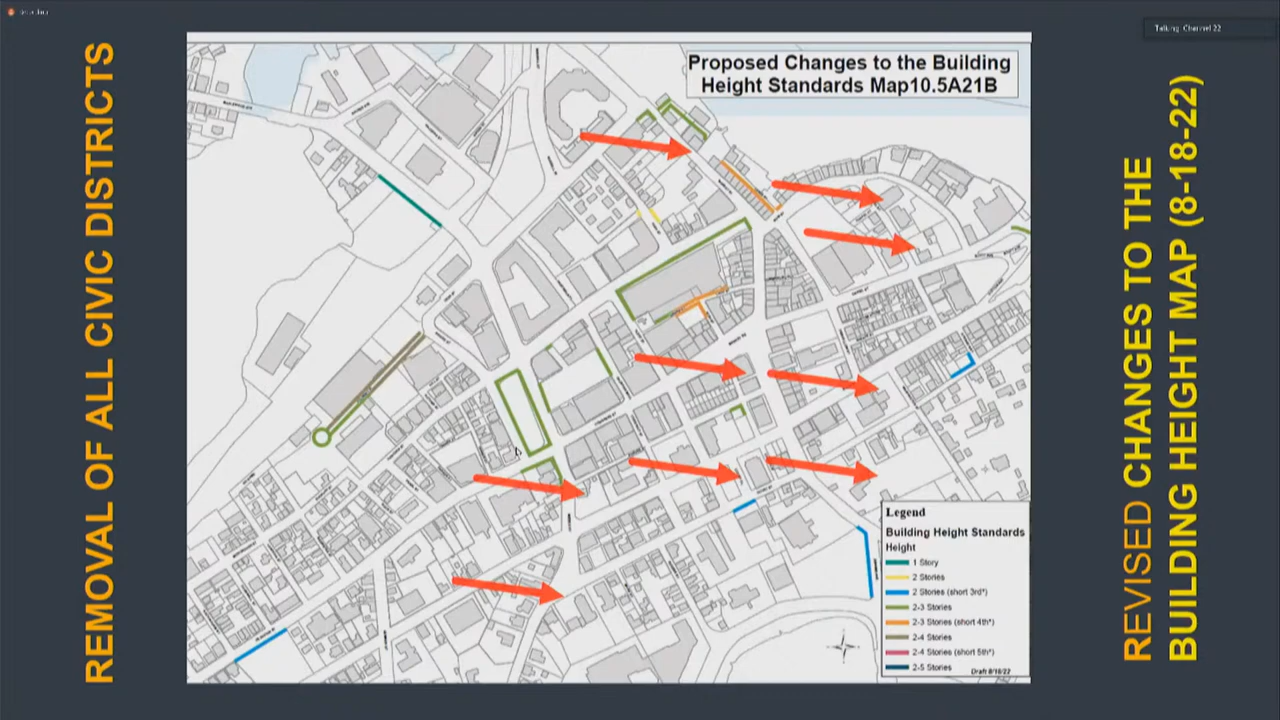 Talking: Channel 22
REMOVAL OF ALL CIVIC DISTRICTS
Proposed Changes to the Building
Height Standards Map10.5A21B
Legend
Building Height Standards
Height
1 Story
2 Stories
2 Stories (short 3rd*)
2-3 Stories
2-3 Stories (short 4th*)
2-4 Stories
2-4 Stories (short 5th*)
2-5 Stories
Draft 8/18/22
REVISED CHANGES TO THE
BUILDING HEIGHT MAP (8-18-22)